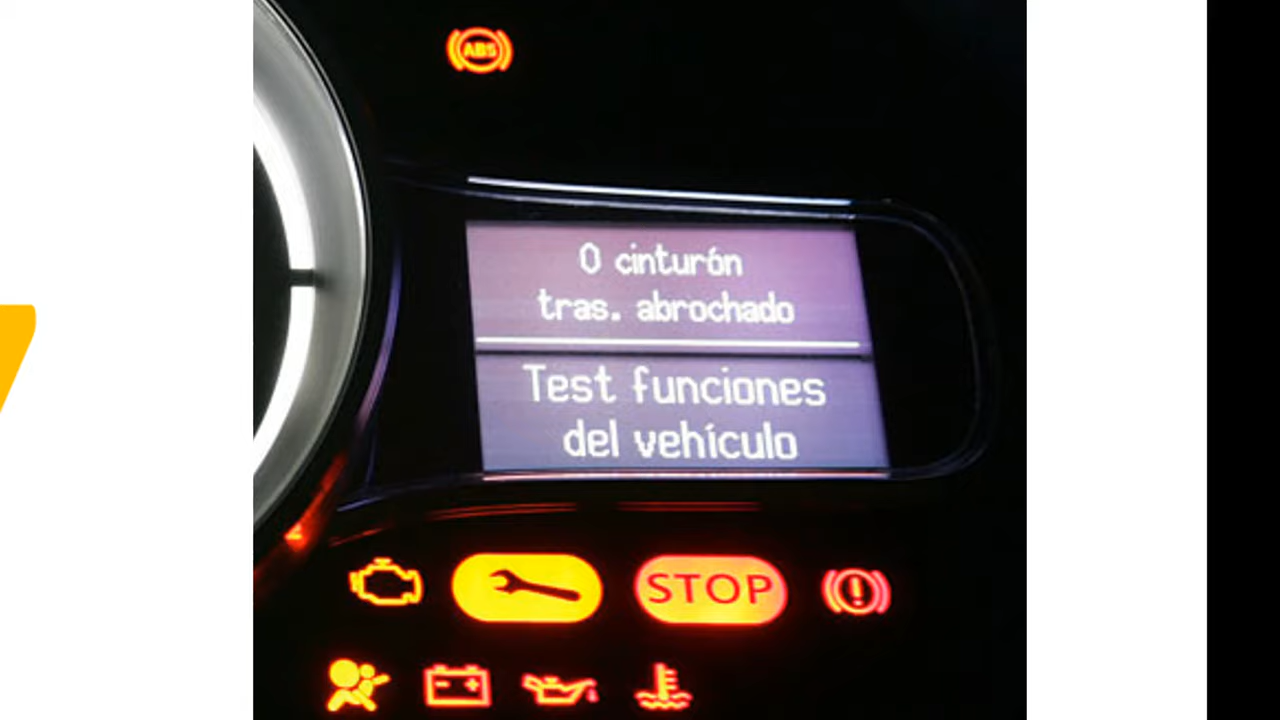 ABS
0 cinturón
tras. abrochado
Test funciones
del vehículo
STOP